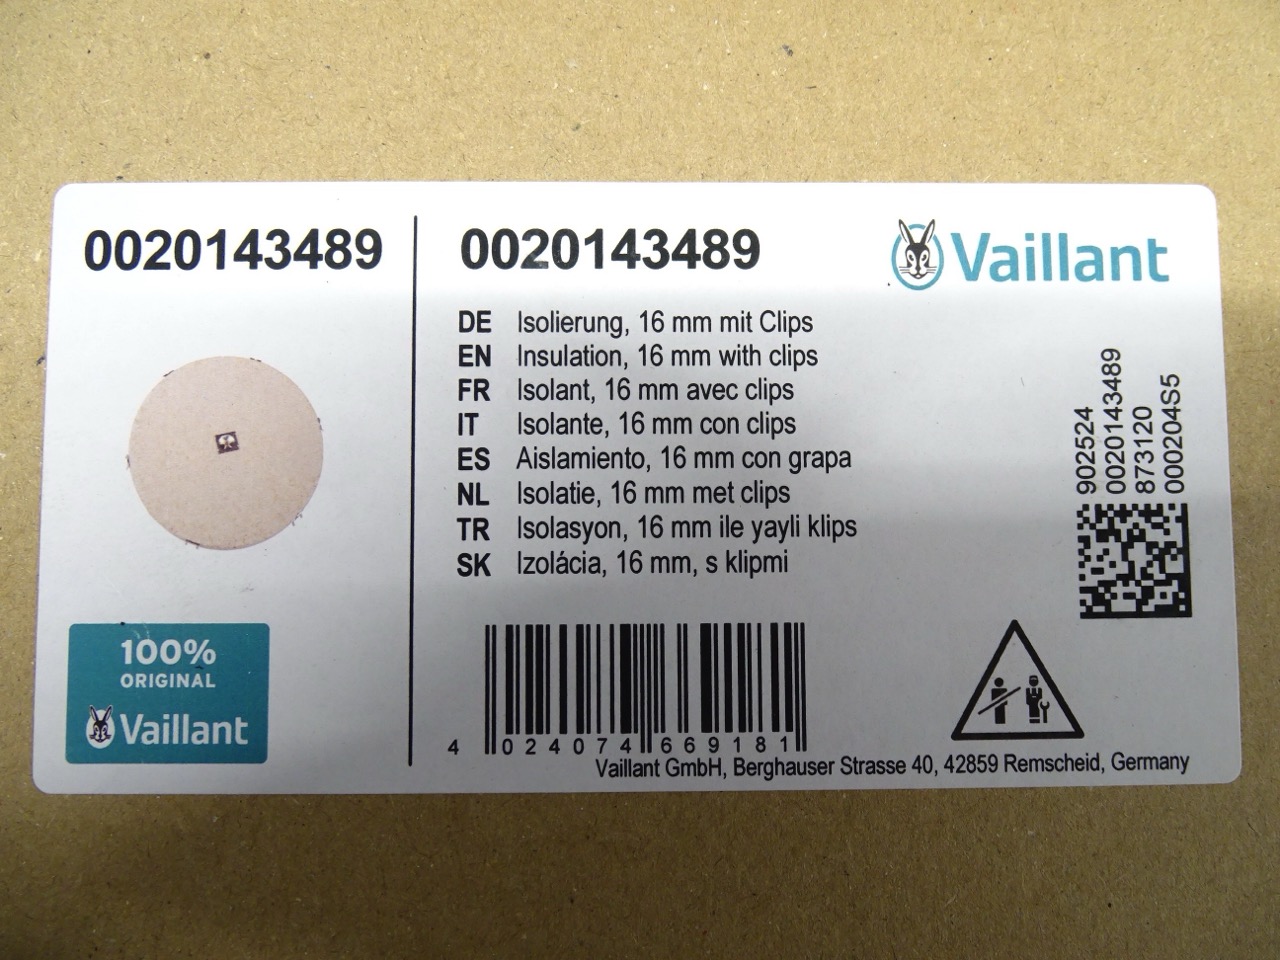 0020143489
100%
ORIGINAL
Vaillant
0020143489
Vaillant
DE Isolierung, 16 mm mit Clips
EN Insulation, 16 mm with clips
FR Isolant, 16 mm avec clips
IT Isolante, 16 mm con clips
ES Aislamiento, 16 mm con grapa
NL Isolatie, 16 mm met clips
TR Isolasyon, 16 mm ile yayli klips
SK Izolácia, 16 mm, s klipmi
902524
0020143489
873120
000204S5
4 024074 669181
Vaillant GmbH, Berghauser Strasse 40, 42859 Remscheid, Germany